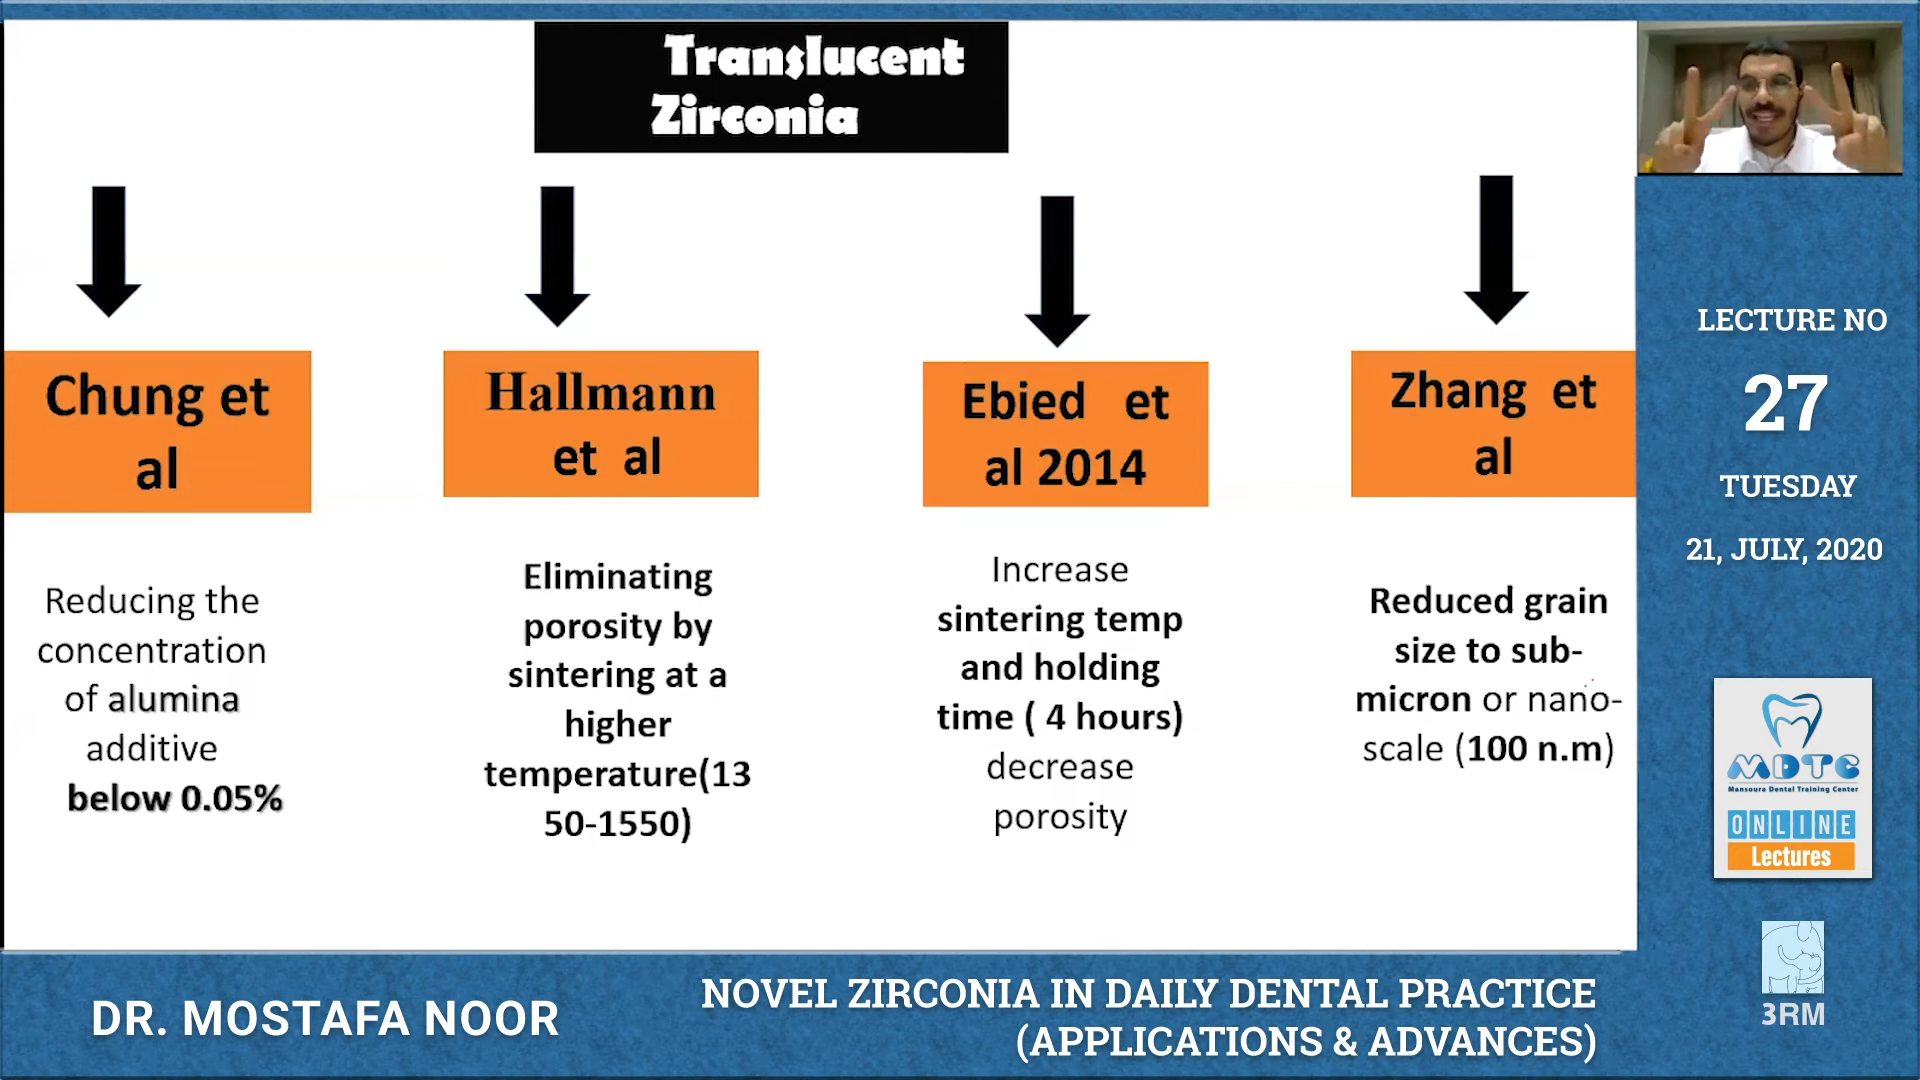 Translucent
Zirconia
Chung et
al
Reducing the
concentration
of alumina
additive
below 0.05%
Hallmann
et al
Eliminating
porosity by
sintering at a
higher
temperature(13
50-1550)
Ebied et
al 2014
Increase
sintering temp
and holding
time ( 4 hours)
decrease
porosity
Zhang et
al
Reduced grain
size to sub-
micron or nano-
scale (100 n.m)
LECTURE NO
27
TUESDAY
21, JULY, 2020
MDTC
Mansoura Dental Training Center
ONLINE
Lectures
3RM
DR. MOSTAFA NOOR
NOVEL ZIRCONIA IN DAILY DENTAL PRACTICE
(APPLICATIONS & ADVANCES)